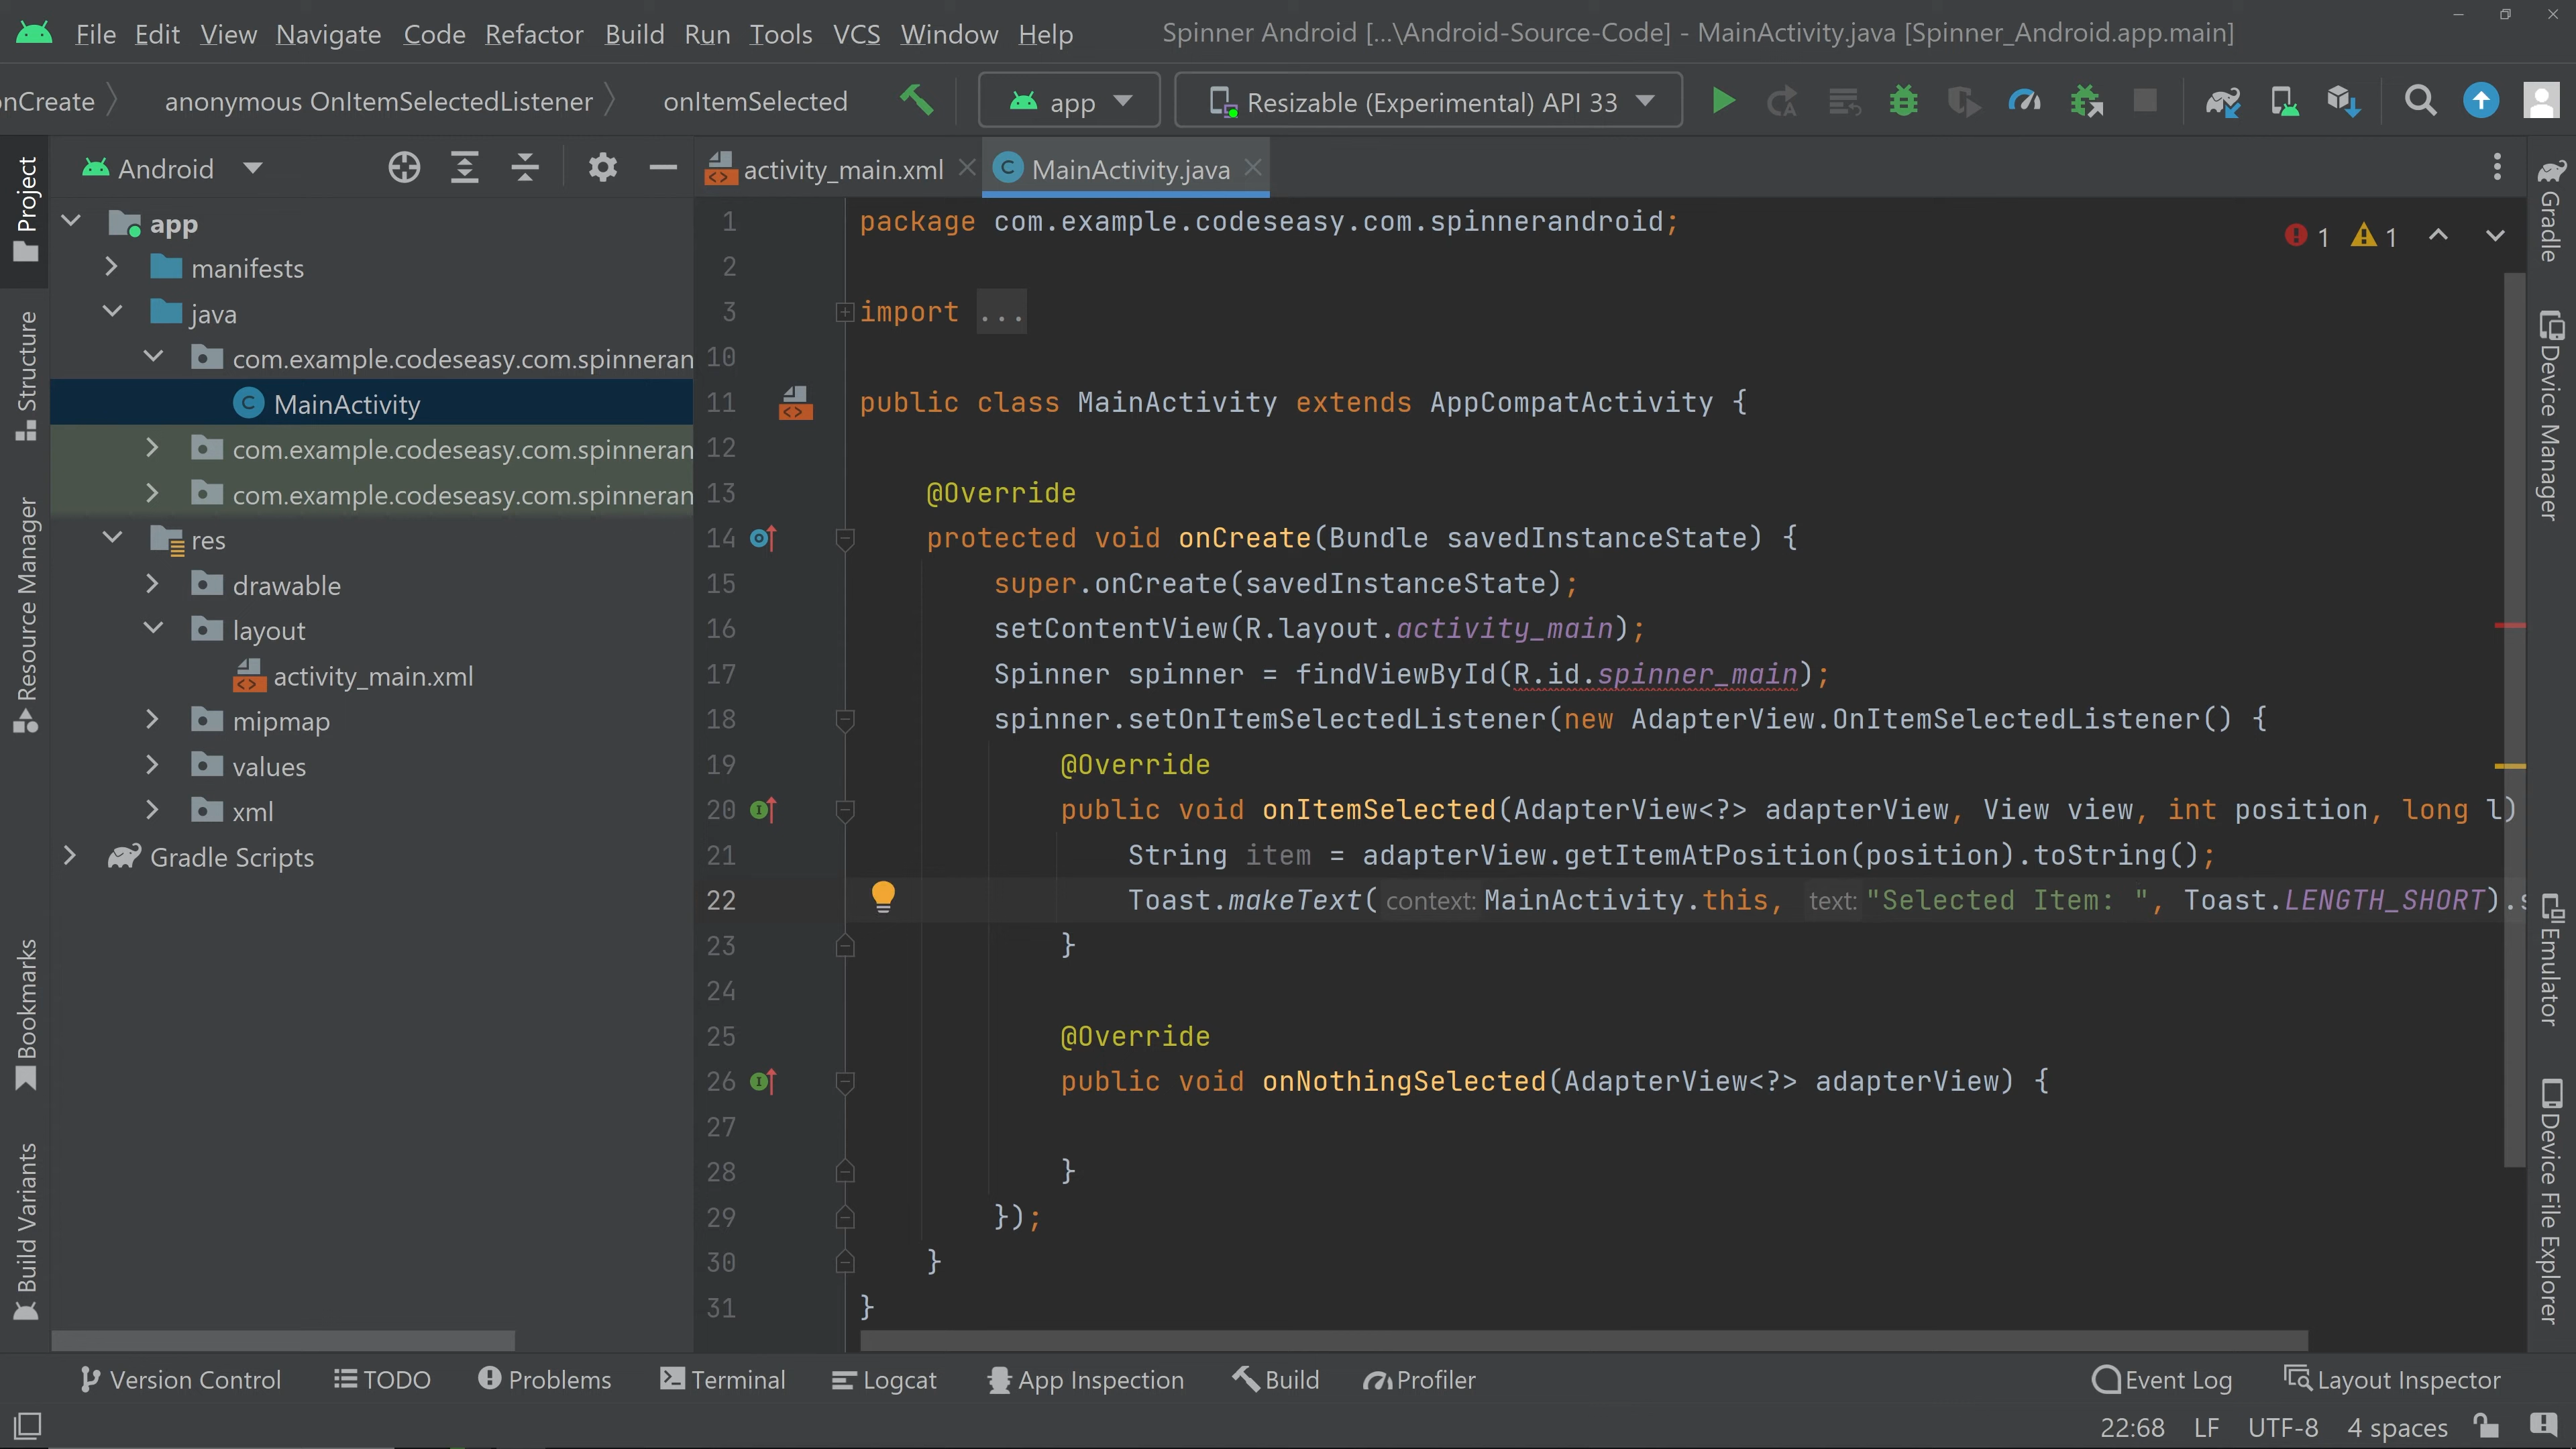 File Edit View Navigate Code Refactor Build Run Tools VCS Window Help Spinner Android [...\Android-Source-Code] - MainActivity.java [Spinner_Android.app.main]
onCreate anonymous OnItemSelectedListener onItemSelected app Resizable (Experimental) API 33
Project
Structure
Resource Manager
Bookmarks
Build Variants
Android
app
manifests
java
com.example.codeseasy.com.spinneran
MainActivity
com.example.codeseasy.com.spinneran
com.example.codeseasy.com.spinneran
res
drawable
layout
activity_main.xml
mipmap
values
xml
Gradle Scripts
activity_main.xml MainActivity.java
1 1
1 package com.example.codeseasy.com.spinnerandroid;
2
3 import ...
10
11 public class MainActivity extends AppCompatActivity {
12
13 @Override
14 protected void onCreate(Bundle savedInstanceState) {
15 super.onCreate(savedInstanceState);
16 setContentView(R.layout.activity_main);
17 Spinner spinner = findViewById(R.id.spinner_main);
18 spinner.setOnItemSelectedListener(new AdapterView.OnItemSelectedListener() {
19 @Override
20 public void onItemSelected(AdapterView<?> adapterView, View view, int position, long l)
21 String item = adapterView.getItemAtPosition(position).toString();
22 Toast.makeText( context: MainActivity.this, text: "Selected Item: ", Toast.LENGTH_SHORT).s
23 }
24
25 @Override
26 public void onNothingSelected(AdapterView<?> adapterView) {
27
28 }
29 });
30 }
31 }
Gradle
Device Manager
Emulator
Device File Explorer
Version Control TODO Problems Terminal Logcat App Inspection Build Profiler Event Log Layout Inspector
22:68 LF UTF-8 4 spaces